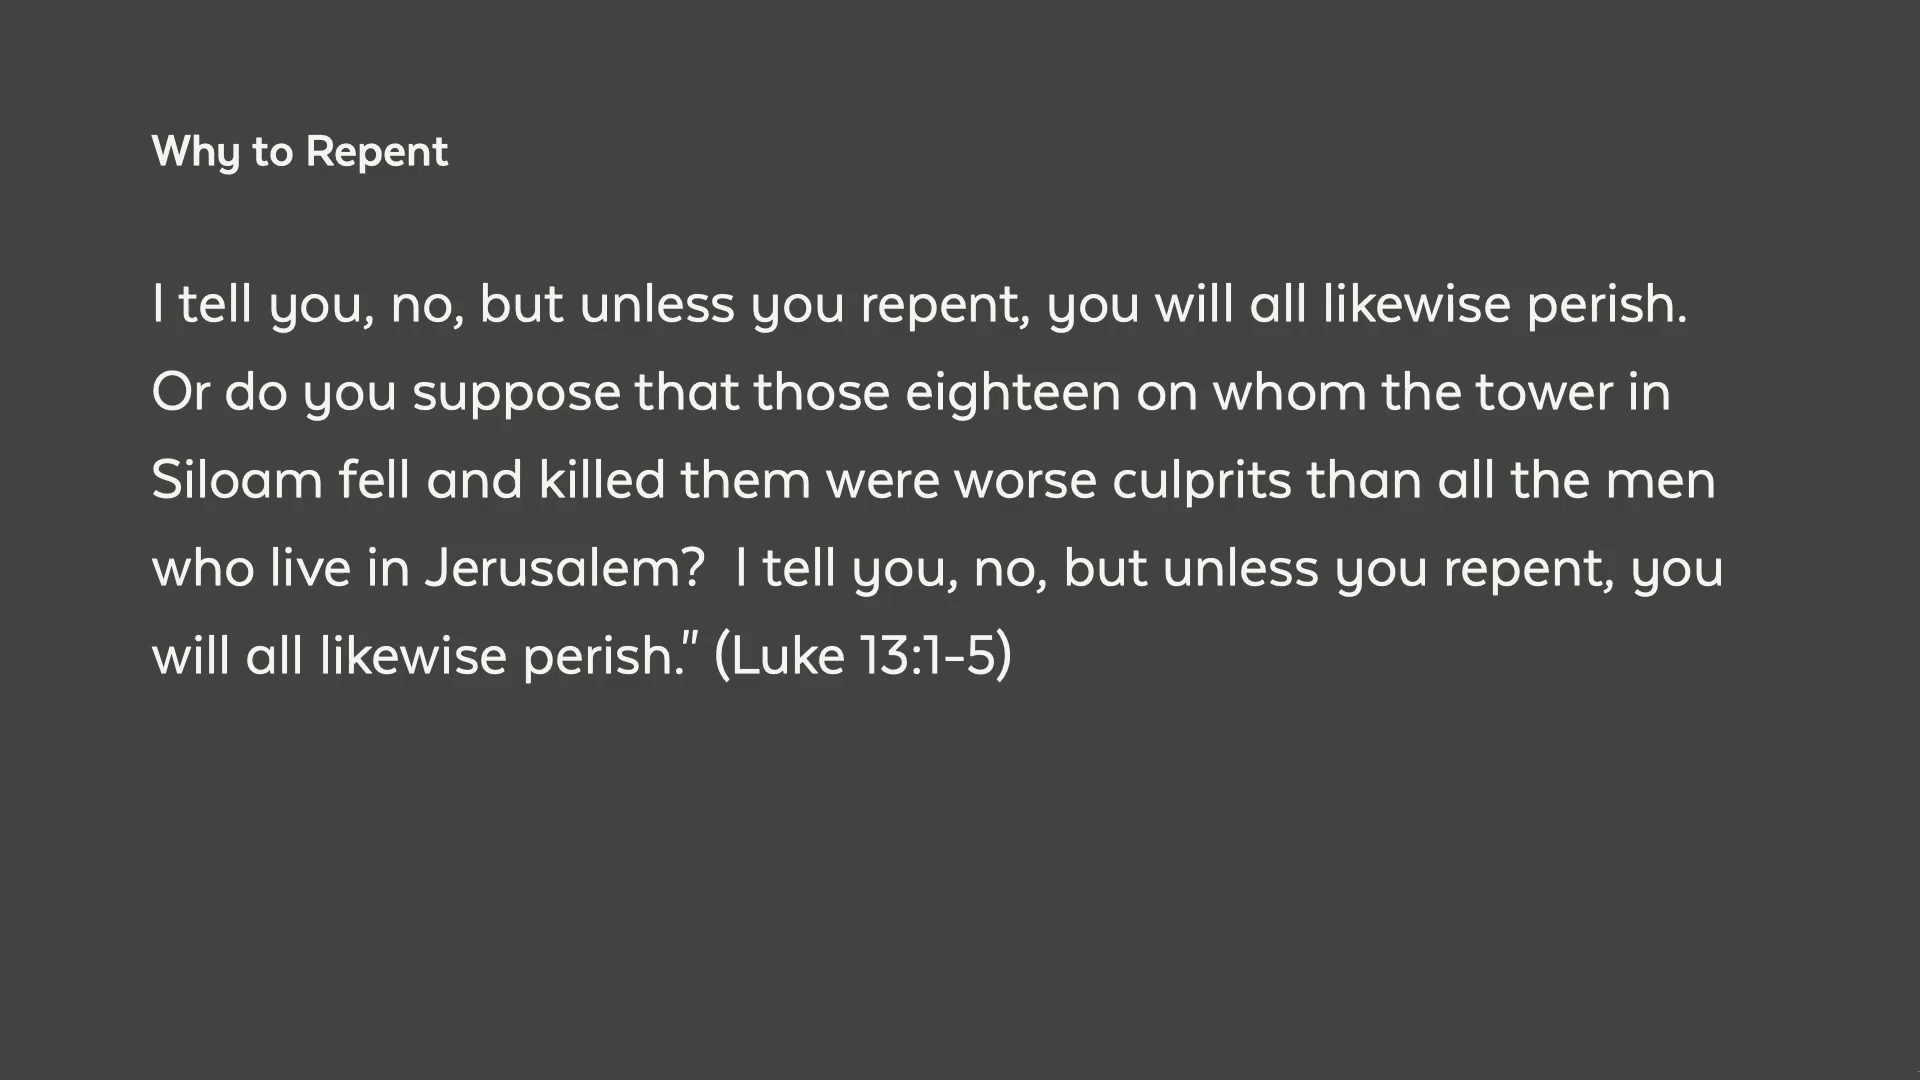 Why to Repent
I tell you, no, but unless you repent, you will all likewise perish.
Or do you suppose that those eighteen on whom the tower in
Siloam fell and killed them were worse culprits than all the men
who live in Jerusalem?  I tell you, no, but unless you repent, you
will all likewise perish." (Luke 13:1-5)